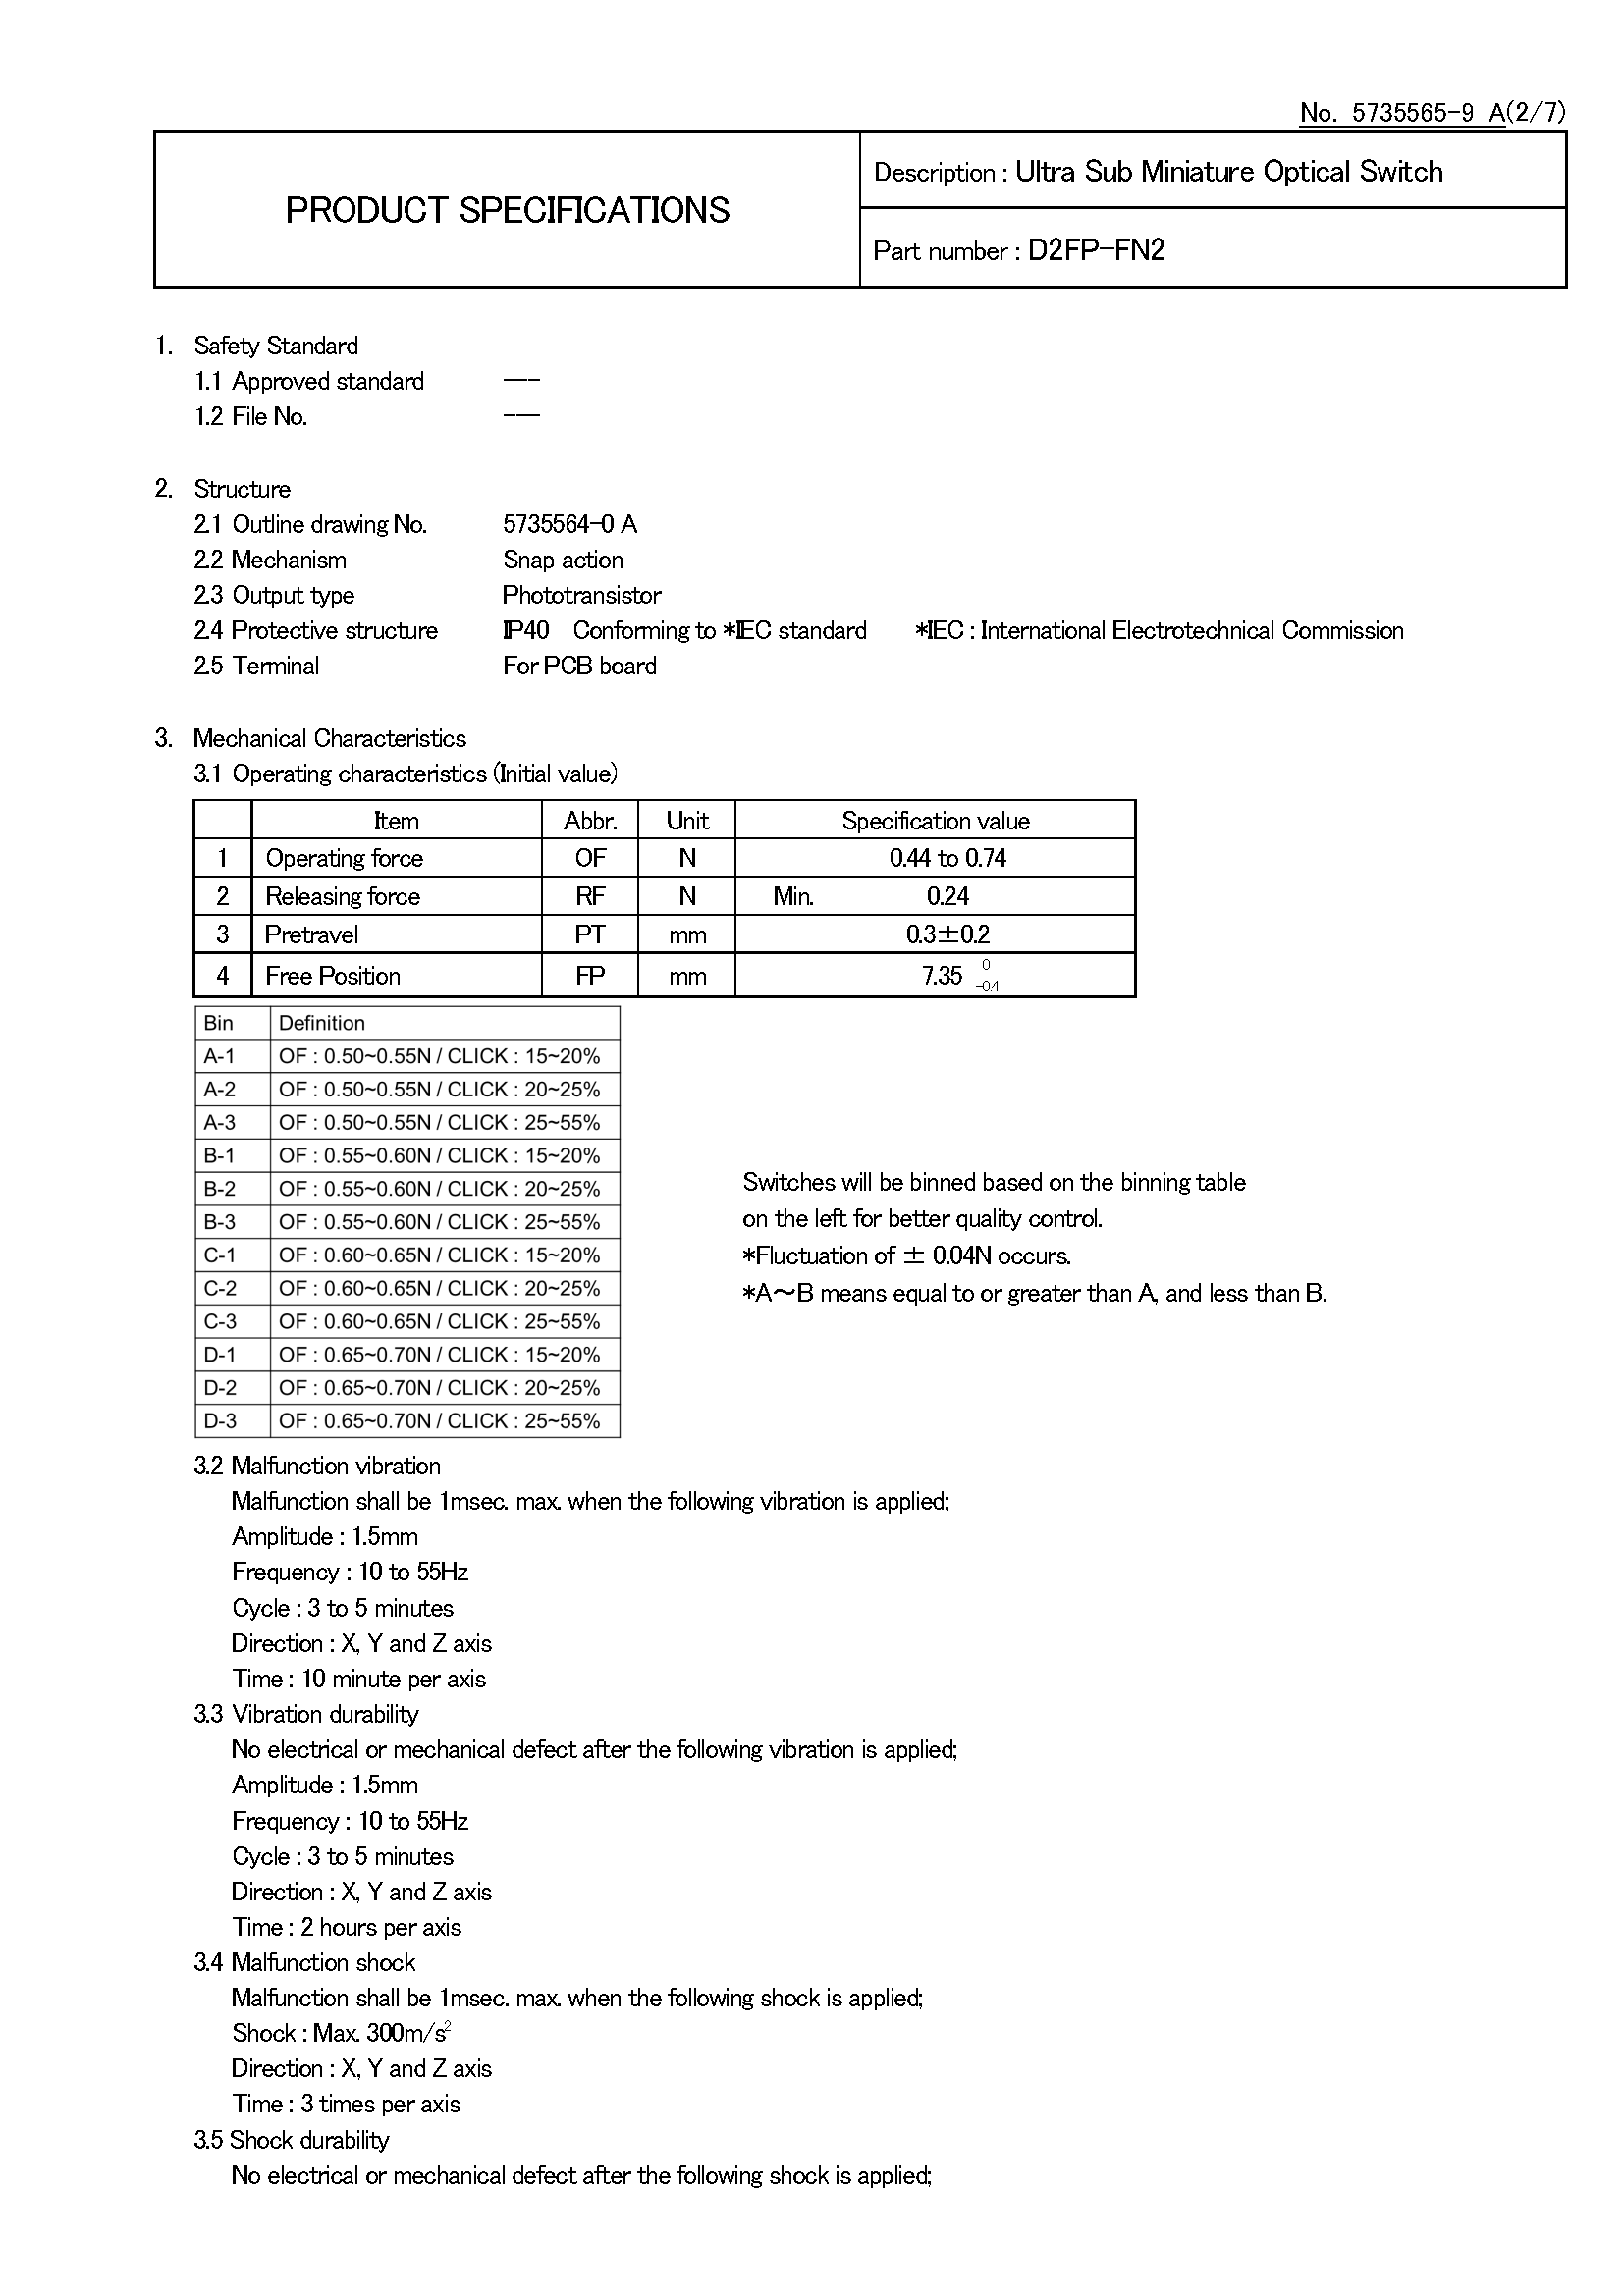 No. 5735565-9 A(2/7)
PRODUCT SPECIFICATIONS
Description : Ultra Sub Miniature Optical Switch
Part number : D2FP-FN2
1. Safety Standard
1.1 Approved standard ---
1.2 File No. ---
2. Structure
2.1 Outline drawing No. 5735564-0 A
2.2 Mechanism Snap action
2.3 Output type Phototransistor
2.4 Protective structure IP40 Conforming to *IEC standard *IEC : International Electrotechnical Commission
2.5 Terminal For PCB board
3. Mechanical Characteristics
3.1 Operating characteristics (Initial value)
Item Abbr. Unit Specification value
1 Operating force OF N 0.44 to 0.74
2 Releasing force RF N Min. 0.24
3 Pretravel PT mm 0.3±0.2
4 Free Position FP mm 7.35 0 -0.4
Bin Definition
A-1 OF : 0.50~0.55N / CLICK : 15~20%
A-2 OF : 0.50~0.55N / CLICK : 20~25%
A-3 OF : 0.50~0.55N / CLICK : 25~55%
B-1 OF : 0.55~0.60N / CLICK : 15~20%
B-2 OF : 0.55~0.60N / CLICK : 20~25%
B-3 OF : 0.55~0.60N / CLICK : 25~55%
C-1 OF : 0.60~0.65N / CLICK : 15~20%
C-2 OF : 0.60~0.65N / CLICK : 20~25%
C-3 OF : 0.60~0.65N / CLICK : 25~55%
D-1 OF : 0.65~0.70N / CLICK : 15~20%
D-2 OF : 0.65~0.70N / CLICK : 20~25%
D-3 OF : 0.65~0.70N / CLICK : 25~55%
Switches will be binned based on the binning table
on the left for better quality control.
*Fluctuation of ± 0.04N occurs.
*A～B means equal to or greater than A, and less than B.
3.2 Malfunction vibration
Malfunction shall be 1msec. max. when the following vibration is applied;
Amplitude : 1.5mm
Frequency : 10 to 55Hz
Cycle : 3 to 5 minutes
Direction : X, Y and Z axis
Time : 10 minute per axis
3.3 Vibration durability
No electrical or mechanical defect after the following vibration is applied;
Amplitude : 1.5mm
Frequency : 10 to 55Hz
Cycle : 3 to 5 minutes
Direction : X, Y and Z axis
Time : 2 hours per axis
3.4 Malfunction shock
Malfunction shall be 1msec. max. when the following shock is applied;
Shock : Max. 300m/s²
Direction : X, Y and Z axis
Time : 3 times per axis
3.5 Shock durability
No electrical or mechanical defect after the following shock is applied;